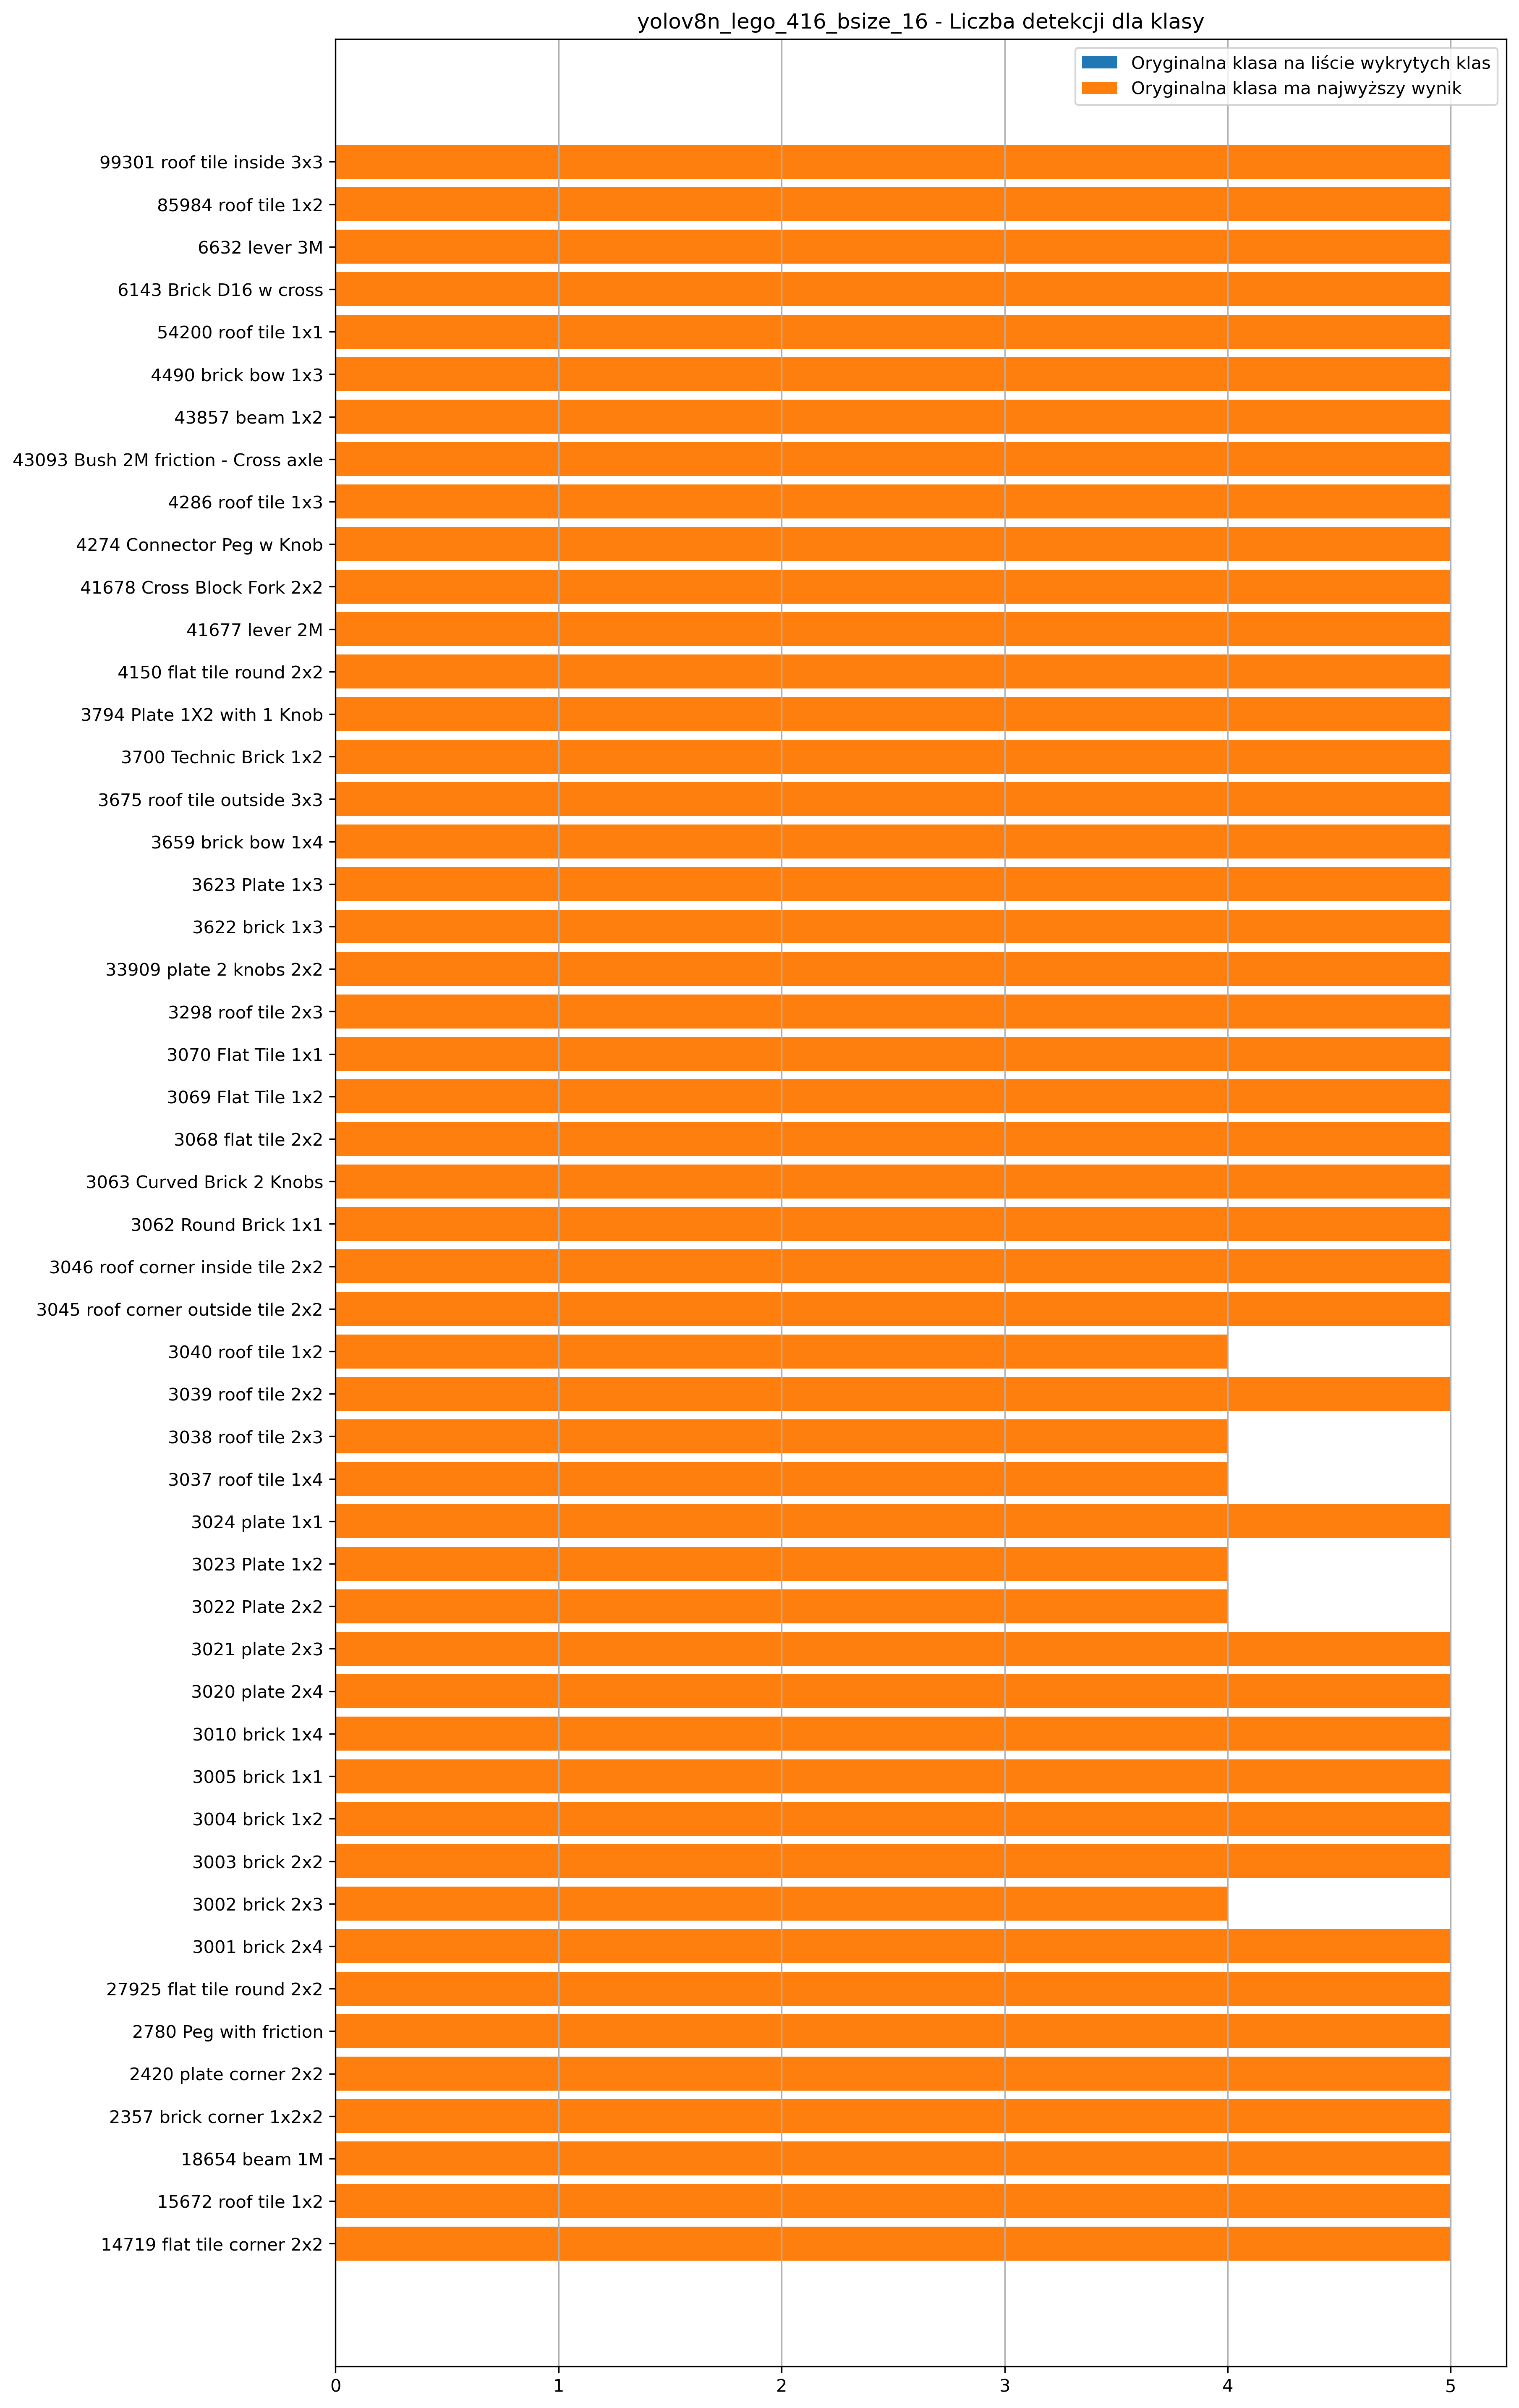 yolov8n_lego_416_bsize_16 - Liczba detekcji dla klasy
Oryginalna klasa na liście wykrytych klas
Oryginalna klasa ma najwyższy wynik
99301 roof tile inside 3x3
85984 roof tile 1x2
6632 lever 3M
6143 Brick D16 w cross
54200 roof tile 1x1
4490 brick bow 1x3
43857 beam 1x2
43093 Bush 2M friction - Cross axle
4286 roof tile 1x3
4274 Connector Peg w Knob
41678 Cross Block Fork 2x2
41677 lever 2M
4150 flat tile round 2x2
3794 Plate 1X2 with 1 Knob
3700 Technic Brick 1x2
3675 roof tile outside 3x3
3659 brick bow 1x4
3623 Plate 1x3
3622 brick 1x3
33909 plate 2 knobs 2x2
3298 roof tile 2x3
3070 Flat Tile 1x1
3069 Flat Tile 1x2
3068 flat tile 2x2
3063 Curved Brick 2 Knobs
3062 Round Brick 1x1
3046 roof corner inside tile 2x2
3045 roof corner outside tile 2x2
3040 roof tile 1x2
3039 roof tile 2x2
3038 roof tile 2x3
3037 roof tile 1x4
3024 plate 1x1
3023 Plate 1x2
3022 Plate 2x2
3021 plate 2x3
3020 plate 2x4
3010 brick 1x4
3005 brick 1x1
3004 brick 1x2
3003 brick 2x2
3002 brick 2x3
3001 brick 2x4
27925 flat tile round 2x2
2780 Peg with friction
2420 plate corner 2x2
2357 brick corner 1x2x2
18654 beam 1M
15672 roof tile 1x2
14719 flat tile corner 2x2
0 1 2 3 4 5